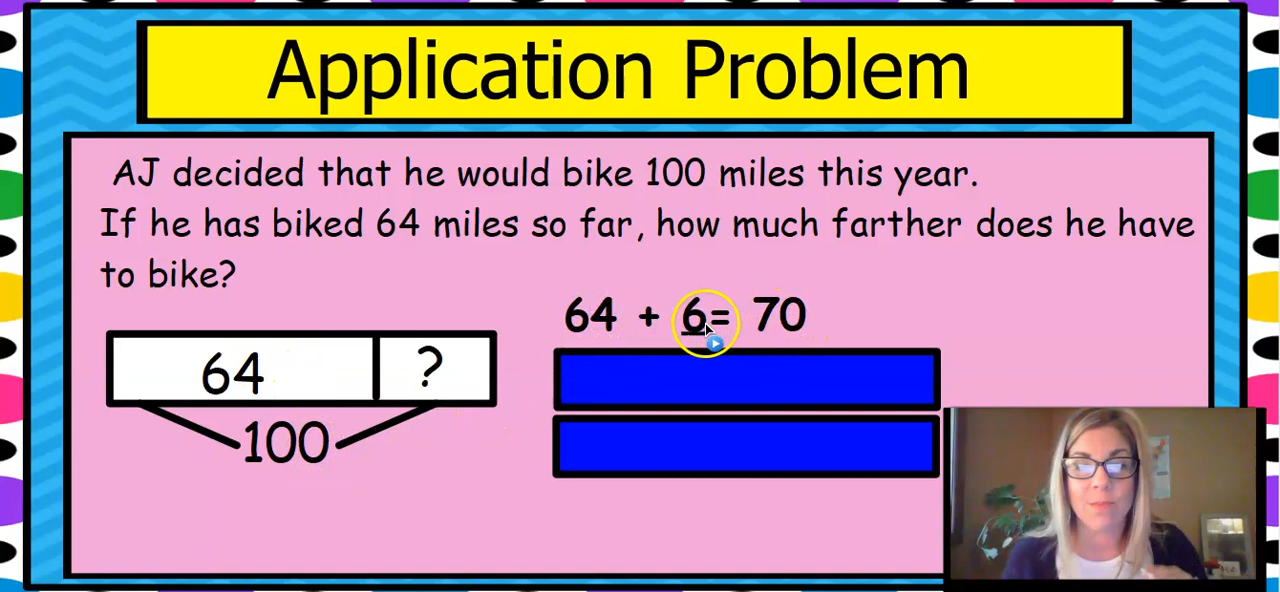 Application Problem
AJ decided that he would bike 100 miles this year.
If he has biked 64 miles so far, how much farther does he have
to bike?
64 + 6= 70
64 ?
100